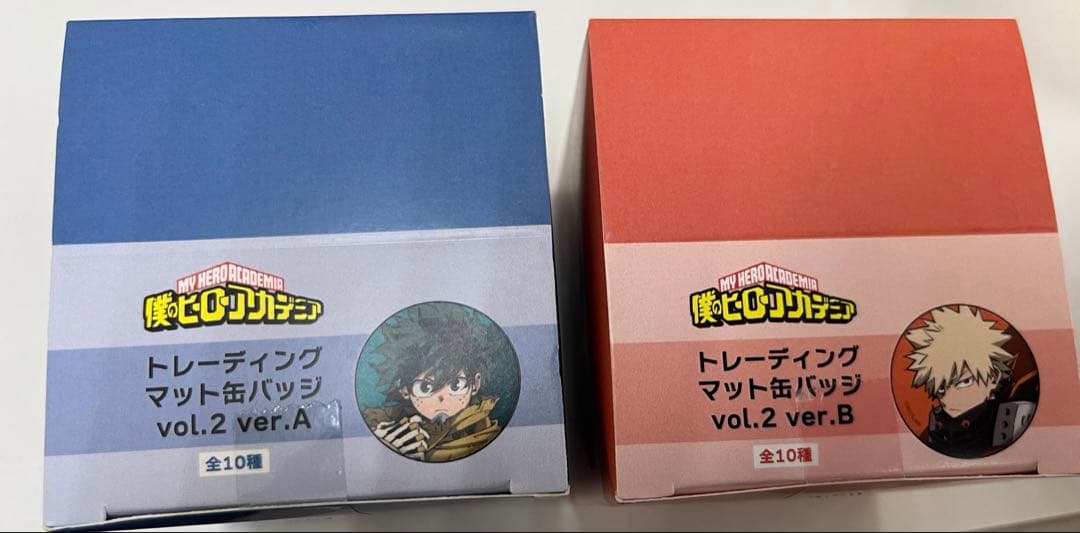 MY HERO ACADEMIA
僕のヒーローアカデミア
トレーディング
マット缶バッジ
vol.2 ver.A
全10種
MY HERO ACADEMIA
僕のヒーローアカデミア
トレーディング
マット缶バッジ
vol.2 ver.B
全10種